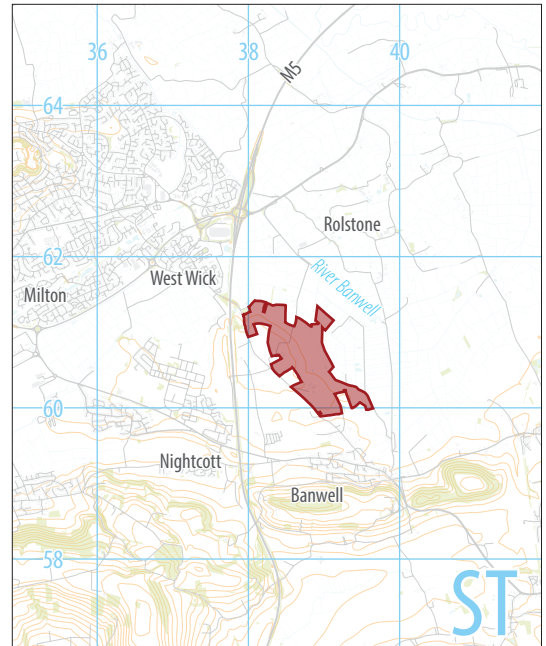 36
38
40
M5
64
Rolstone
62
West Wick
River Banwell
Milton
60
Nightcott
Banwell
58
ST